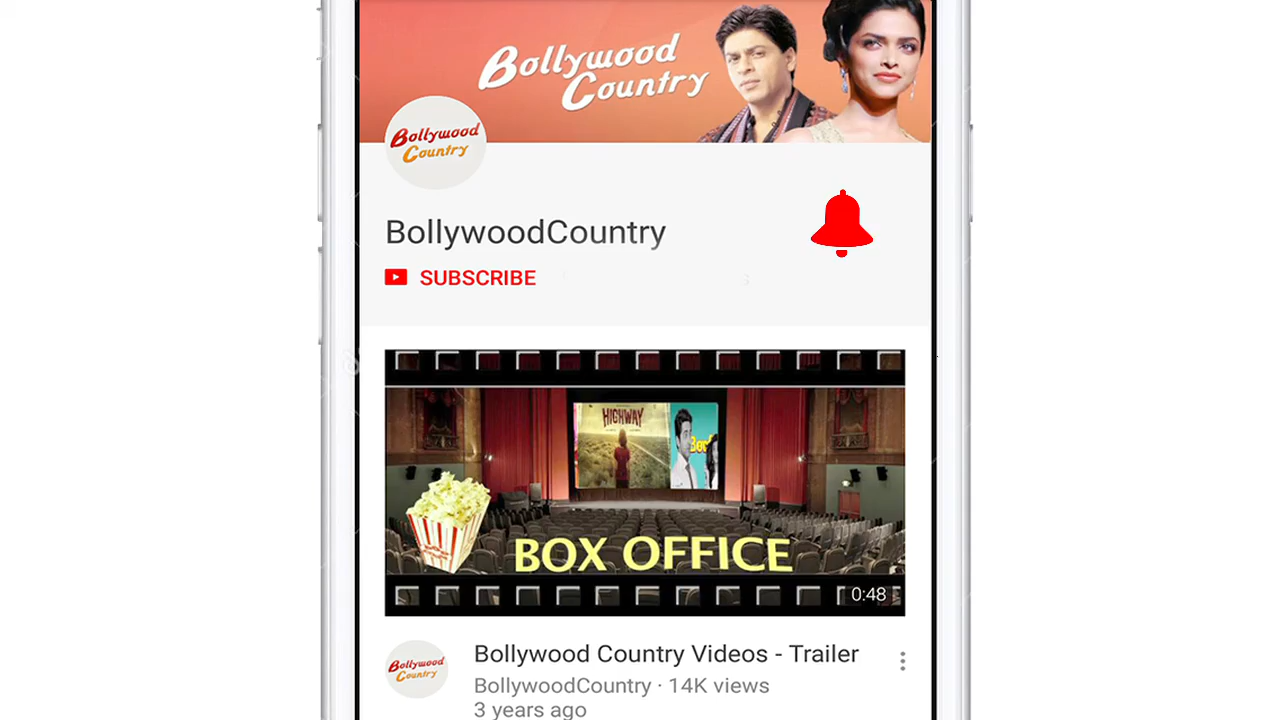 Bollywood
Country
Bollywood
Country
BollywoodCountry
SUBSCRIBE
HIGHWAY
BOX OFFICE
0:48
Bollywood
Country
Bollywood Country Videos - Trailer
BollywoodCountry · 14K views
3 years ago